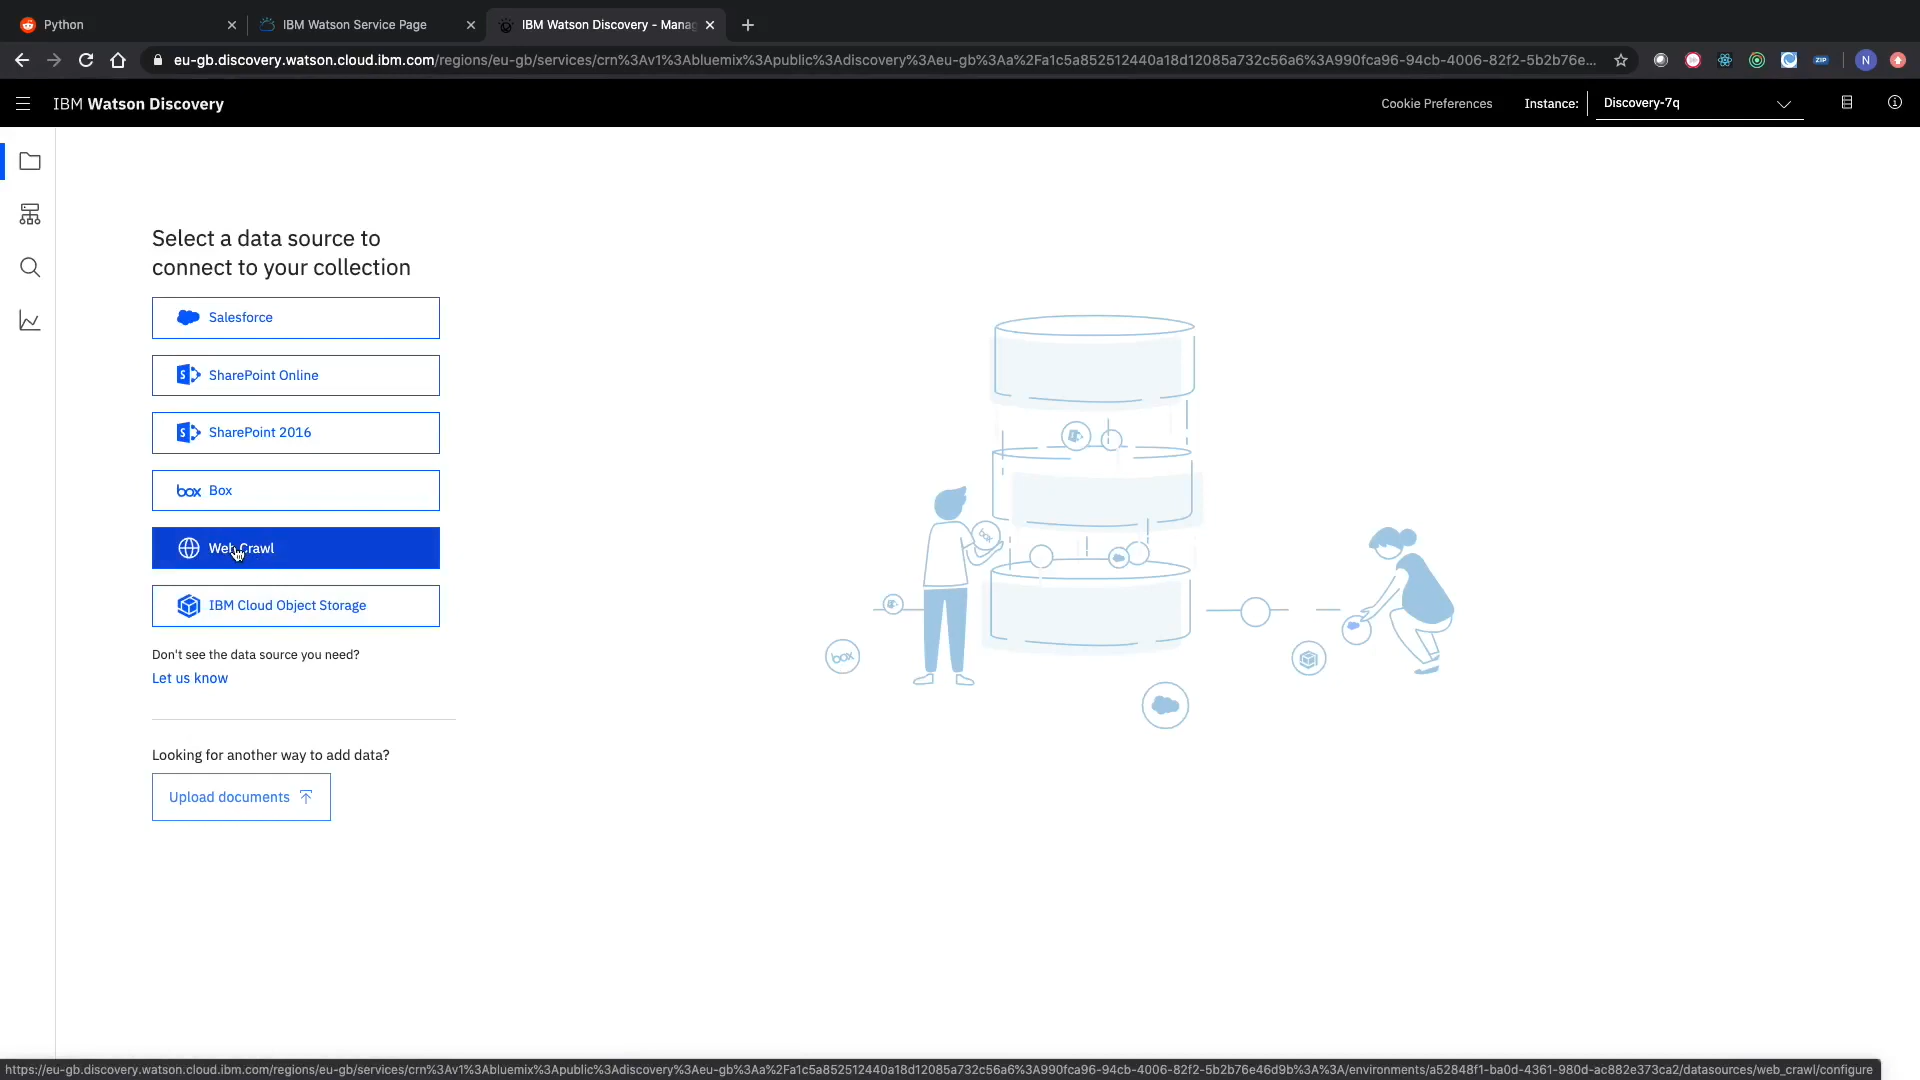 Python
IBM Watson Service Page
IBM Watson Discovery - Manag
eu-gb.discovery.watson.cloud.ibm.com/regions/eu-gb/services/crn%3Av1%3Abluemix%3Apublic%3Adiscovery%3Aeu-gb%3Aa%2Fa1c5a852512440a18d12085a732c56a6%3A990fca96-94cb-4006-82f2-5b2b76e...
ZIP
N
IBM Watson Discovery
Cookie Preferences
Instance:
Discovery-7q
Select a data source to
connect to your collection
Salesforce
S SharePoint Online
S SharePoint 2016
box Box
Web Crawl
IBM Cloud Object Storage
Don't see the data source you need?
Let us know
Looking for another way to add data?
Upload documents
box
box
https://eu-gb.discovery.watson.cloud.ibm.com/regions/eu-gb/services/crn%3Av1%3Abluemix%3Apublic%3Adiscovery%3Aeu-gb%3Aa%2Fa1c5a852512440a18d12085a732c56a6%3A990fca96-94cb-4006-82f2-5b2b76e46d9b%3A%3A/environments/a52848f1-ba0d-4361-980d-ac882e373ca2/datasources/web_crawl/configure